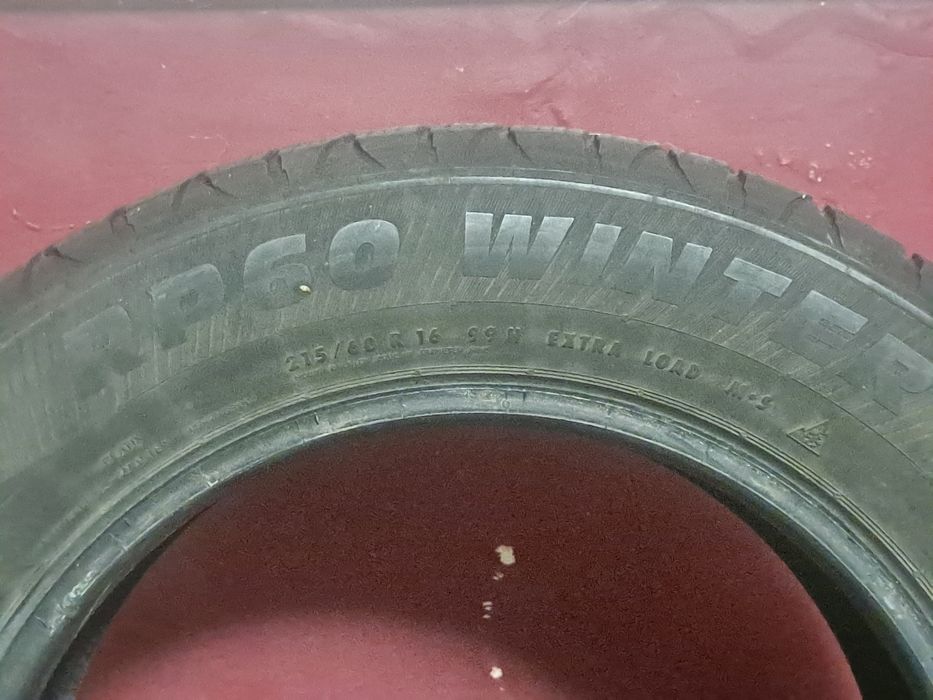 RP60 WINTER
215/60 R 16 99 H EXTRA LOAD M+S